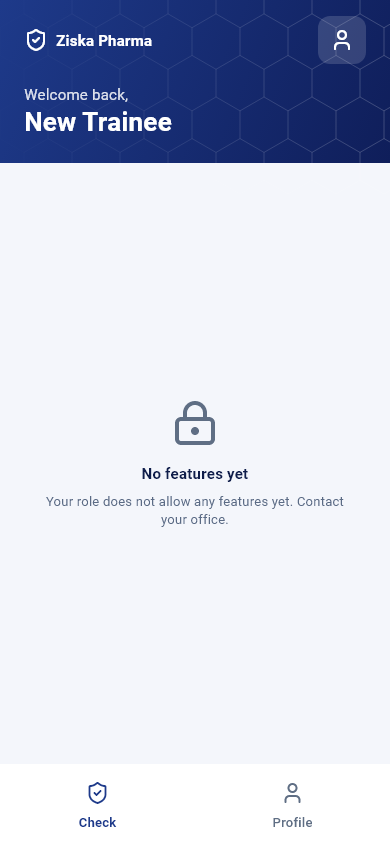 Ziska Pharma
Welcome back,
New Trainee
No features yet
Your role does not allow any features yet. Contact
your office.
Check
Profile